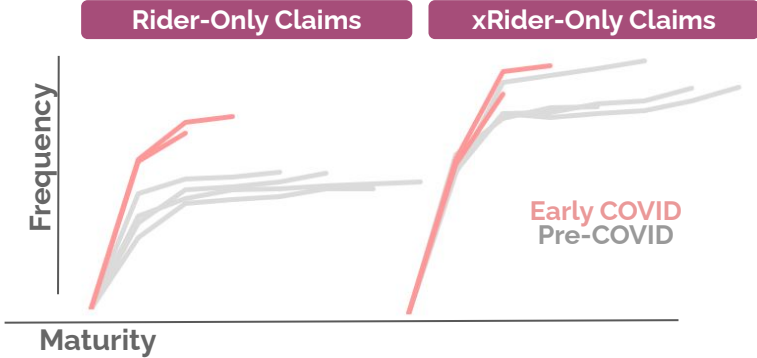 Rider-Only Claims
xRider-Only Claims
Frequency
Early COVID
Pre-COVID
Maturity